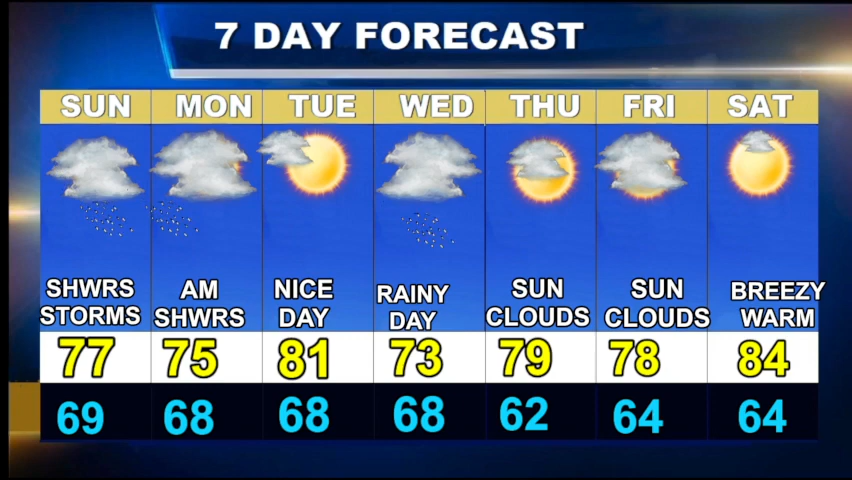 7 DAY FORECAST
SUN MON TUE WED THU FRI SAT
SHWRS STORMS
AM SHWRS
NICE DAY
RAINY DAY
SUN CLOUDS
SUN CLOUDS
BREEZY WARM
77 75 81 73 79 78 84
69 68 68 68 62 64 64